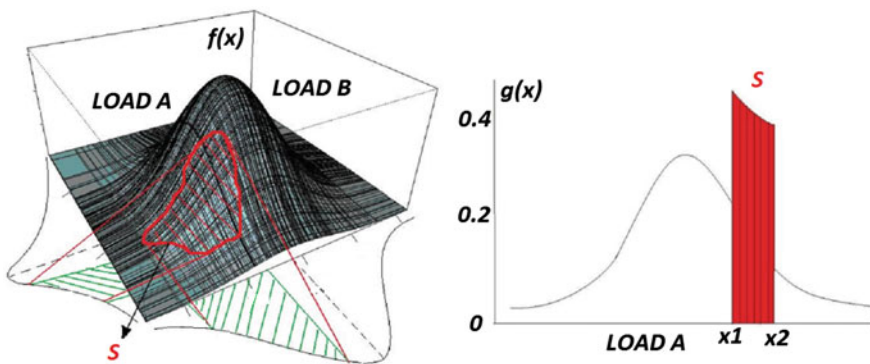 f(x)
LOAD A
LOAD B
S
g(x)
S
0.4
0.2
0
LOAD A
x1
x2